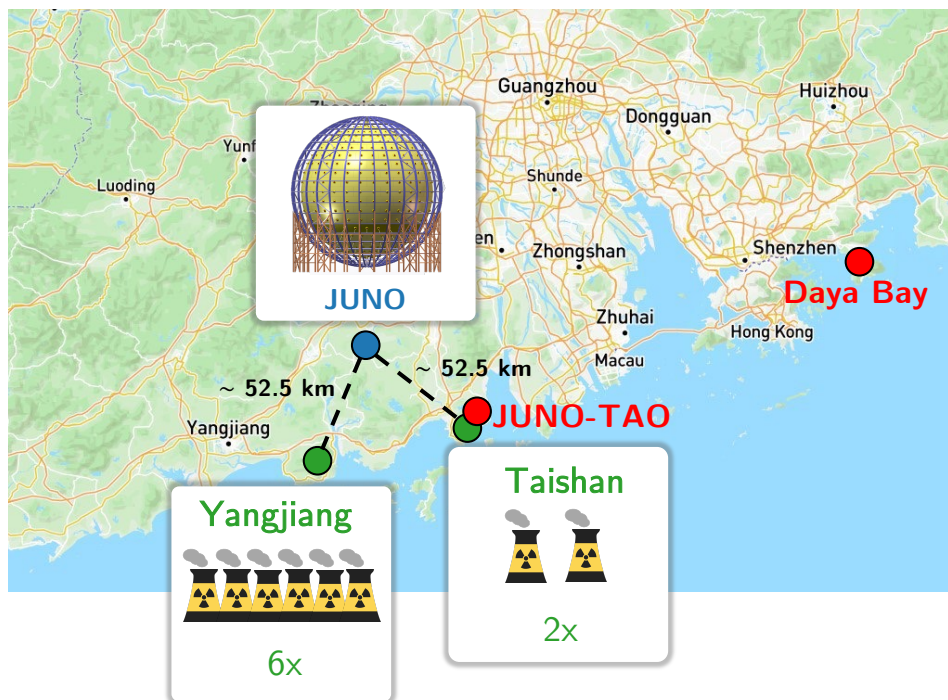 Guangzhou
Huizhou
Dongguan
Luoding
Shunde
Zhongshan
Shenzhen
JUNO
Daya Bay
Zhuhai
Hong Kong
Macau
~ 52.5 km
~ 52.5 km
JUNO-TAO
Yangjiang
Taishan
Yangjiang
2x
6x